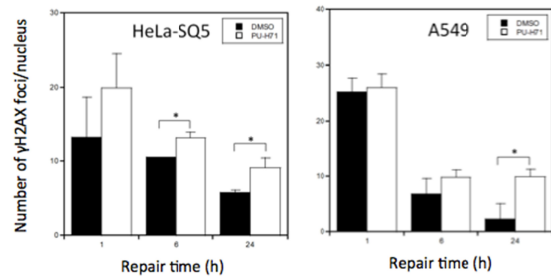 Number of γH2AX foci/nucleus
30
20
10
0
HeLa-SQ5
DMSO
PU-H71
*
*
1
6
24
Repair time (h)
40
30
20
10
0
A549
DMSO
PU-H71
*
1
6
24
Repair time (h)